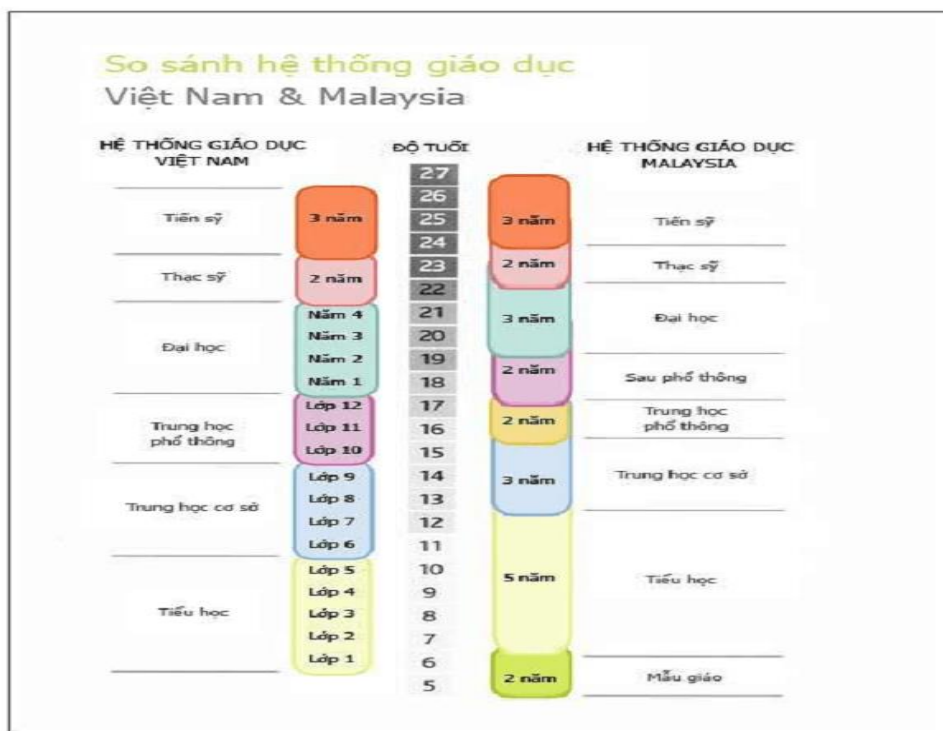 So sánh hệ thống giáo dục
Việt Nam & Malaysia
HỆ THỐNG GIÁO DỤC
VIỆT NAM
ĐỘ TUỔI
HỆ THỐNG GIÁO DỤC
MALAYSIA
Tiến sỹ
Thạc sỹ
Đại học
Trung học
phổ thông
Trung học cơ sở
Tiểu học
3 năm
2 năm
Năm 4
Năm 3
Năm 2
Năm 1
Lớp 12
Lớp 11
Lớp 10
Lớp 9
Lớp 8
Lớp 7
Lớp 6
Lớp 5
Lớp 4
Lớp 3
Lớp 2
Lớp 1
27
26
25
24
23
22
21
20
19
18
17
16
15
14
13
12
11
10
9
8
7
6
5
3 năm
2 năm
3 năm
2 năm
2 năm
3 năm
5 năm
2 năm
Tiến sỹ
Thạc sỹ
Đại học
Sau phổ thông
Trung học
phổ thông
Trung học cơ sở
Tiểu học
Mẫu giáo